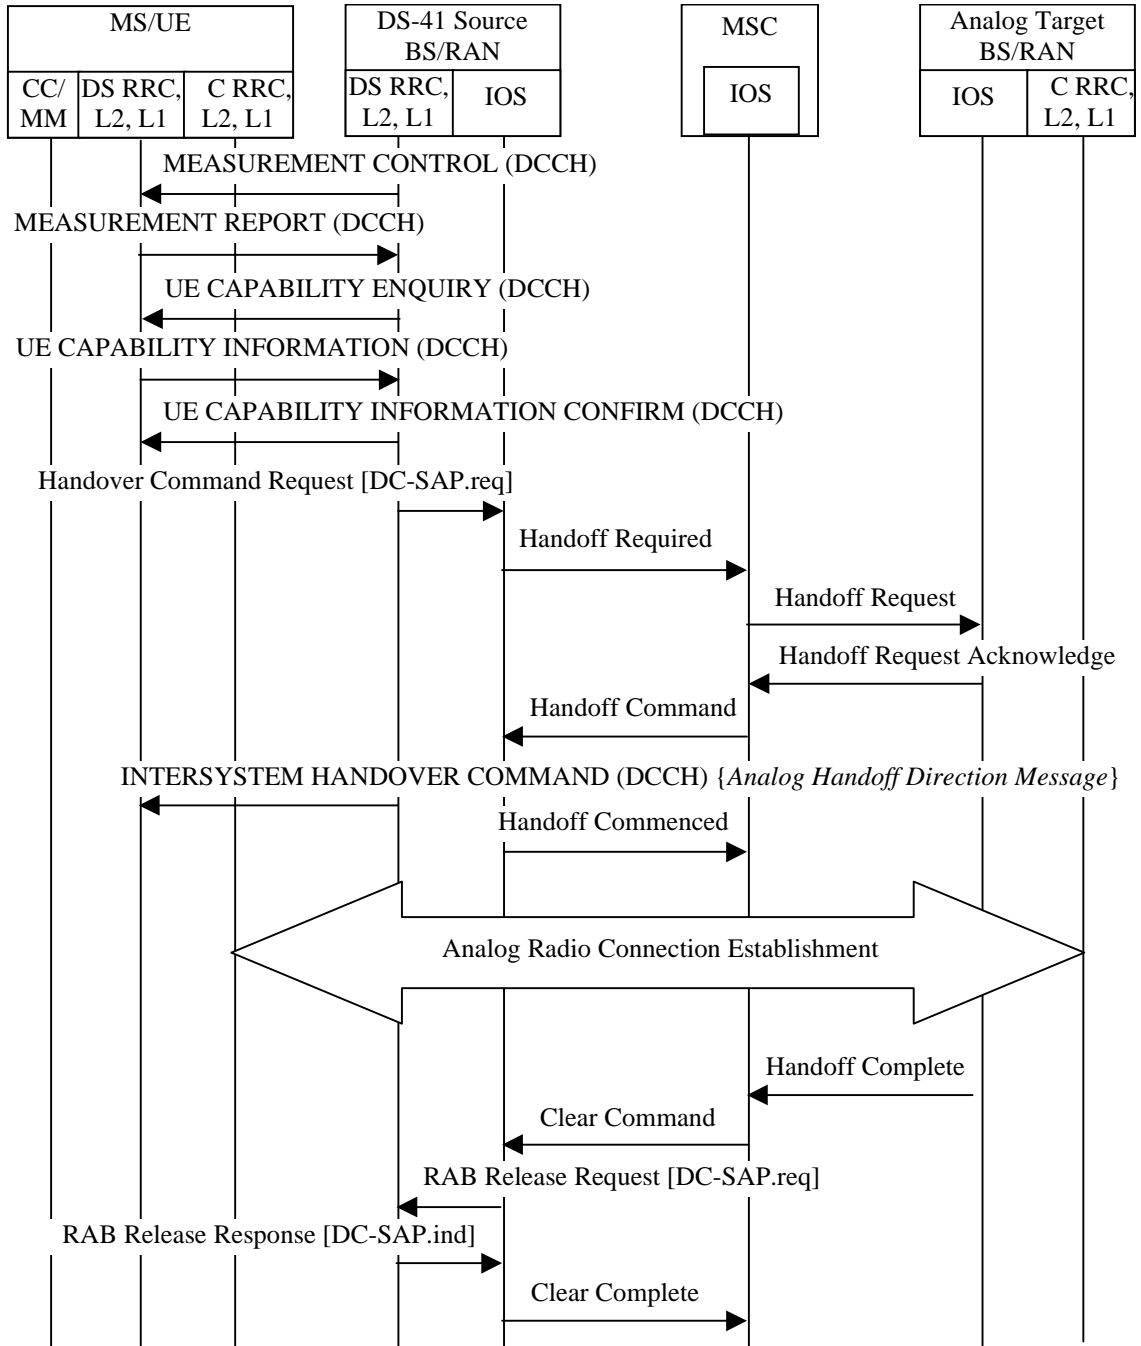 MS/UE
DS-41 Source
BS/RAN
MSC
Analog Target
BS/RAN
CC/
MM
DS RRC,
L2, L1
C RRC,
L2, L1
DS RRC,
L2, L1
IOS
IOS
IOS
C RRC,
L2, L1
MEASUREMENT CONTROL (DCCH)
MEASUREMENT REPORT (DCCH)
UE CAPABILITY ENQUIRY (DCCH)
UE CAPABILITY INFORMATION (DCCH)
UE CAPABILITY INFORMATION CONFIRM (DCCH)
Handover Command Request [DC-SAP.req]
Handoff Required
Handoff Request
Handoff Request Acknowledge
Handoff Command
INTERSYSTEM HANDOVER COMMAND (DCCH) {Analog Handoff Direction Message}
Handoff Commenced
Analog Radio Connection Establishment
Handoff Complete
Clear Command
RAB Release Request [DC-SAP.req]
RAB Release Response [DC-SAP.ind]
Clear Complete